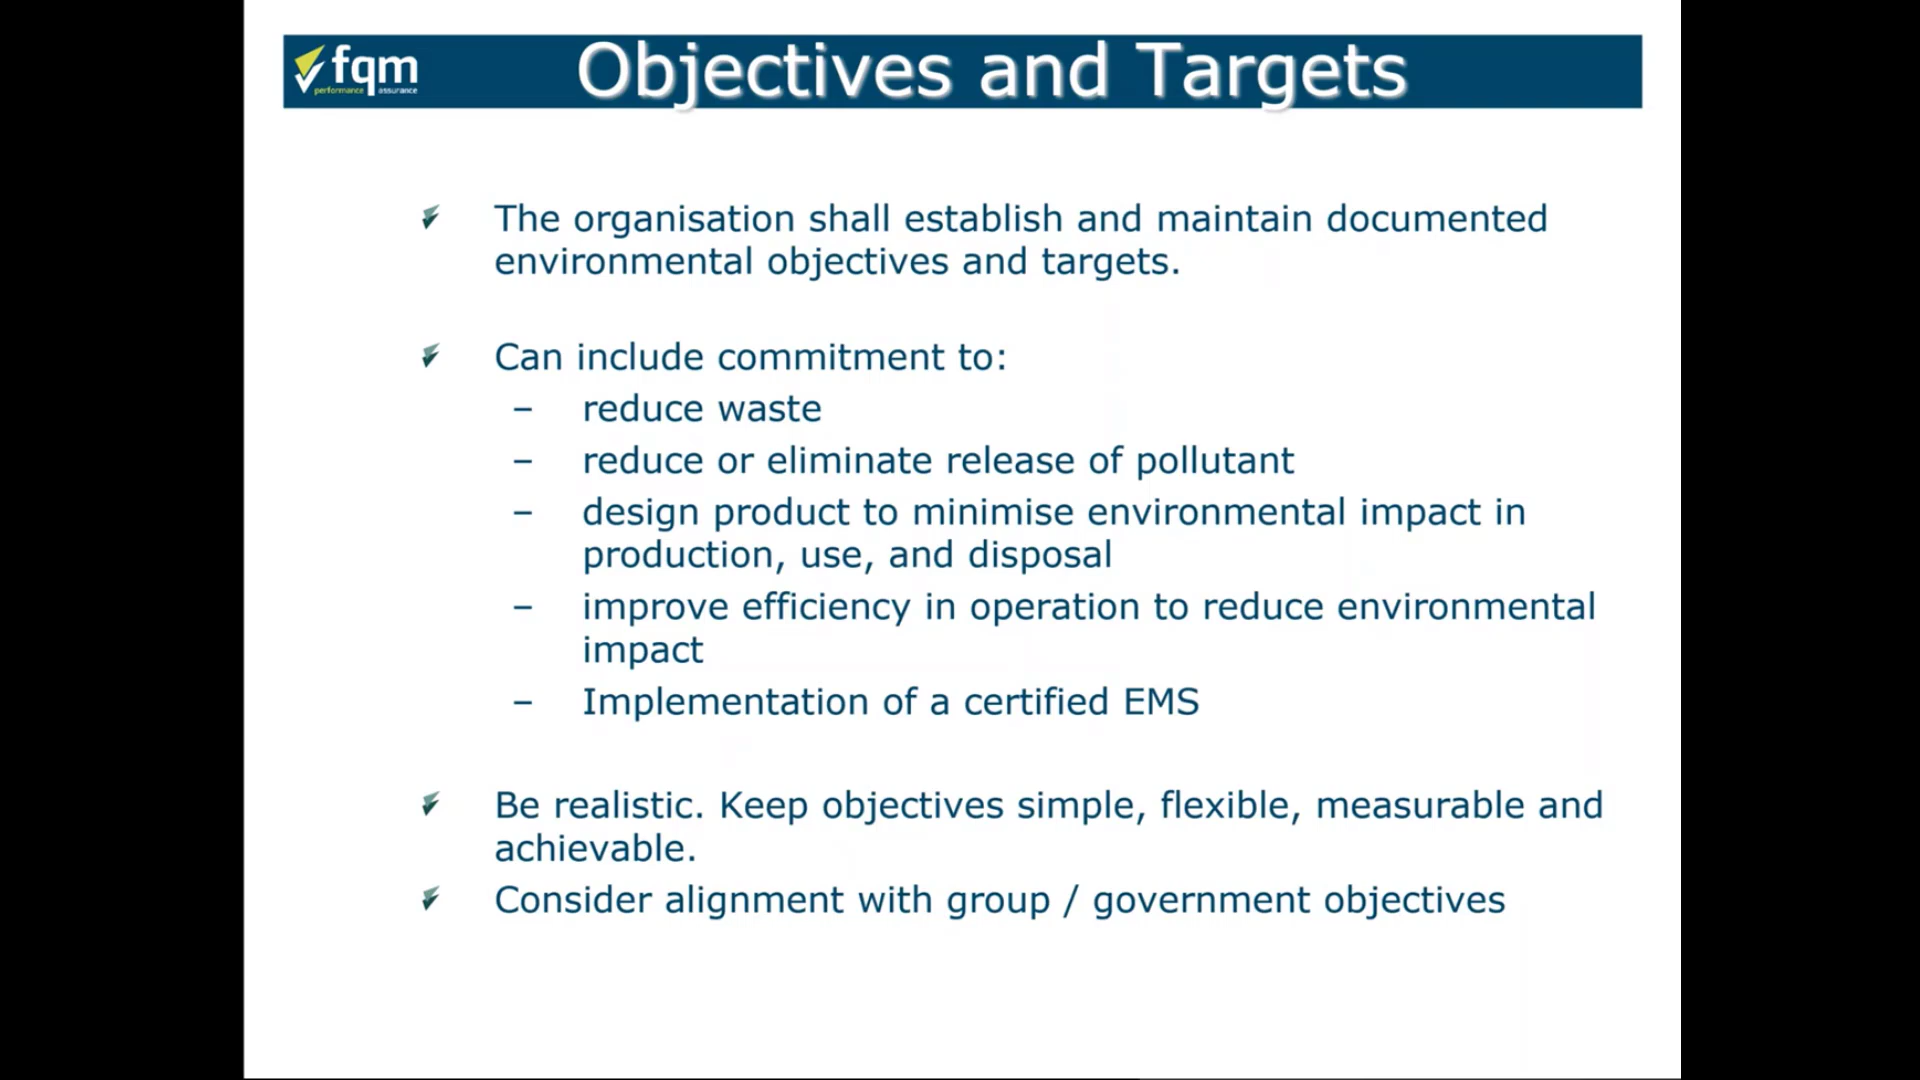 fqm
performance assurance
Objectives and Targets
The organisation shall establish and maintain documented
environmental objectives and targets.
Can include commitment to:
– reduce waste
– reduce or eliminate release of pollutant
– design product to minimise environmental impact in
production, use, and disposal
– improve efficiency in operation to reduce environmental
impact
– Implementation of a certified EMS
Be realistic. Keep objectives simple, flexible, measurable and
achievable.
Consider alignment with group / government objectives